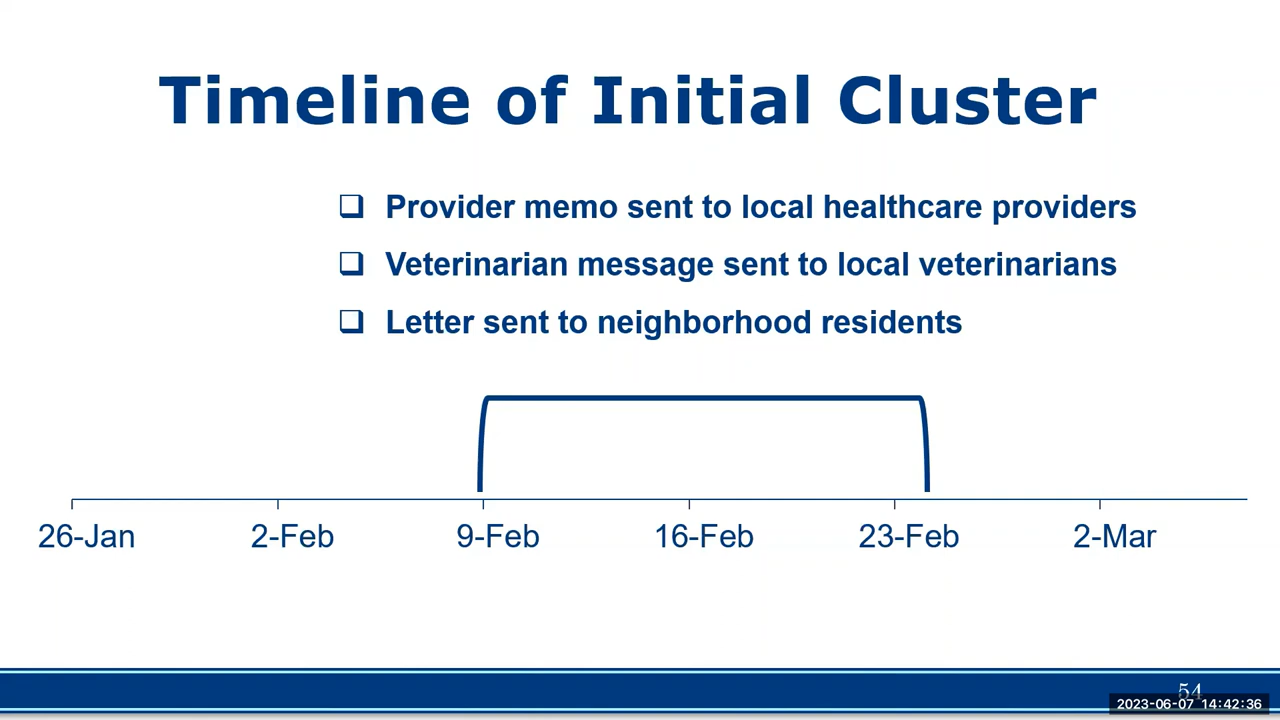 Timeline of Initial Cluster
❑ Provider memo sent to local healthcare providers
❑ Veterinarian message sent to local veterinarians
❑ Letter sent to neighborhood residents
26-Jan 2-Feb 9-Feb 16-Feb 23-Feb 2-Mar
54
2023-06-07 14:42:36